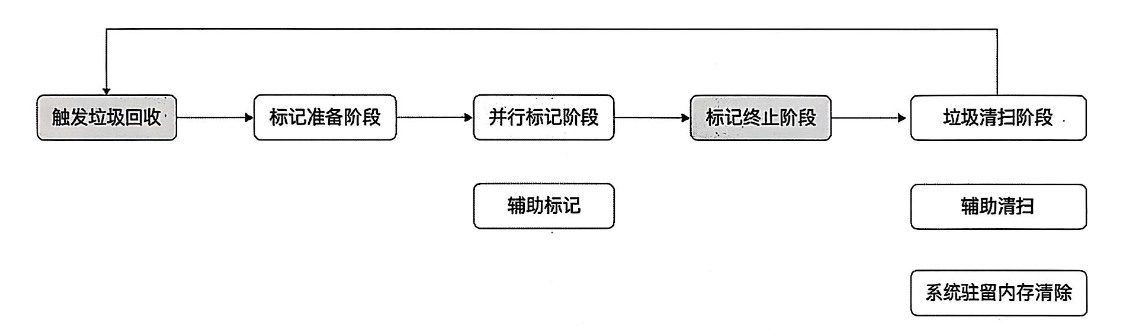 触发垃圾回收
标记准备阶段
并行标记阶段
标记终止阶段
垃圾清扫阶段
辅助标记
辅助清扫
系统驻留内存清除